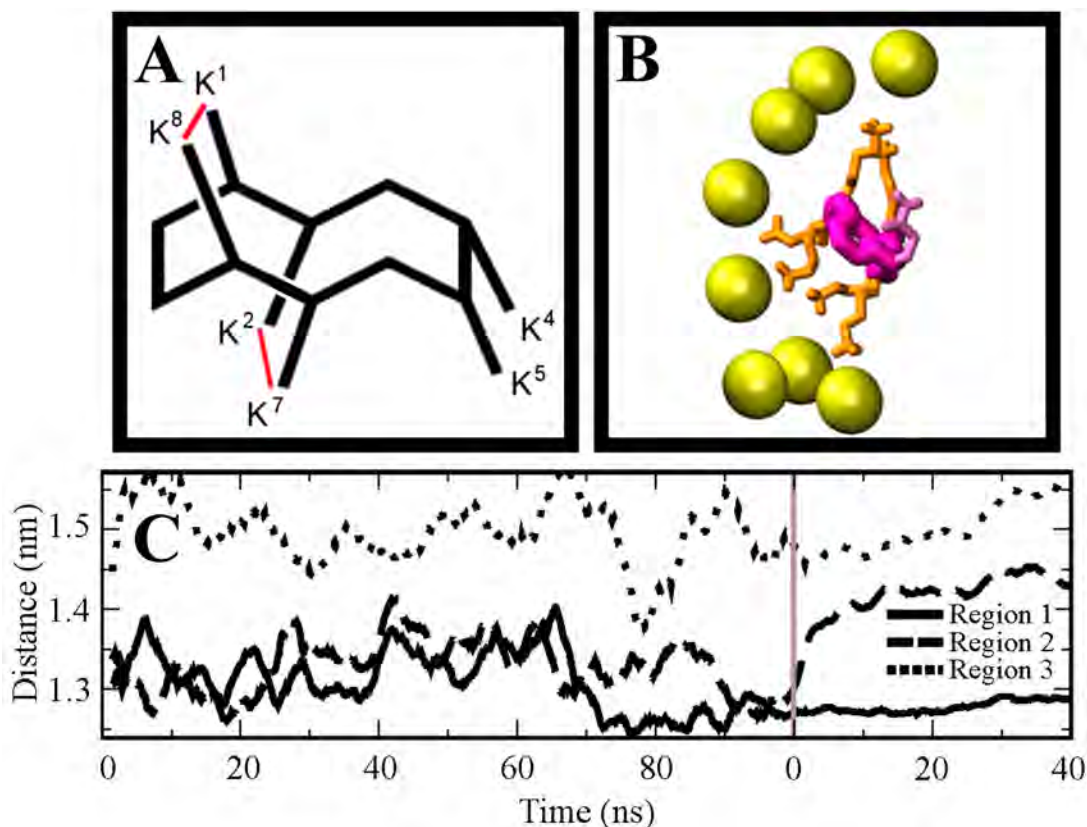 A
K¹
K⁸
K²
K⁷
K⁴
K⁵
B
C
Distance (nm)
1.5
1.4
1.3
Region 1
Region 2
Region 3
0 20 40 60 80 0 20 40
Time (ns)